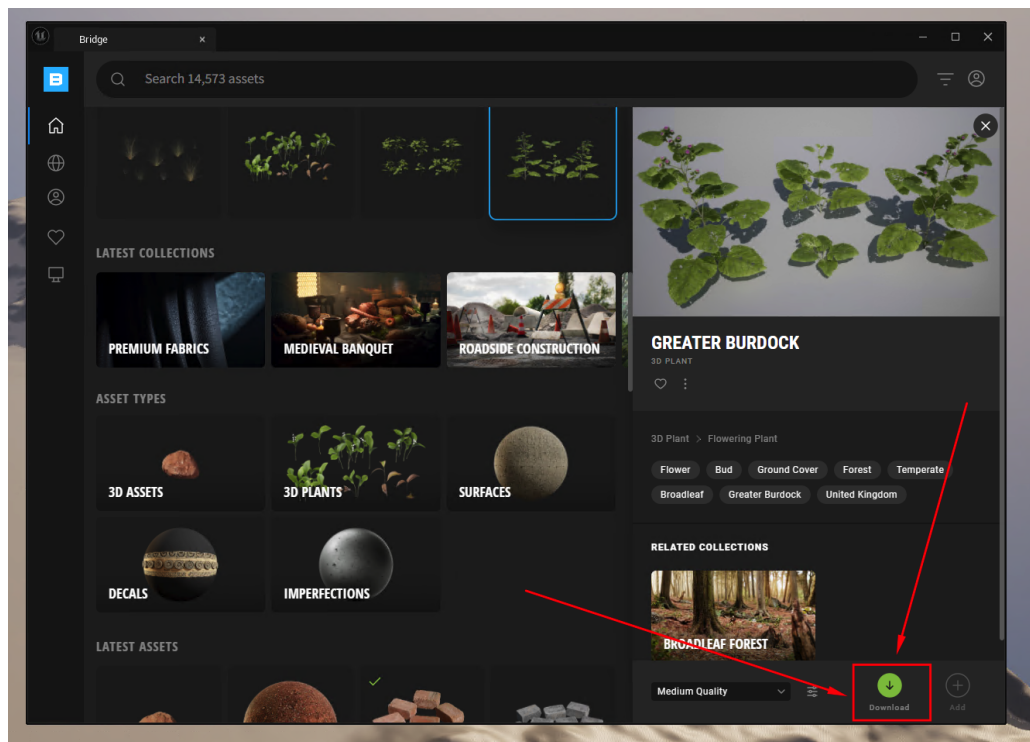 Bridge
Search 14,573 assets
LATEST COLLECTIONS
PREMIUM FABRICS
MEDIEVAL BANQUET
ROADSIDE CONSTRUCTION
ASSET TYPES
3D ASSETS
3D PLANTS
SURFACES
DECALS
IMPERFECTIONS
LATEST ASSETS
GREATER BURDOCK
3D PLANT
3D Plant > Flowering Plant
Flower Bud Ground Cover Forest Temperate
Broadleaf Greater Burdock United Kingdom
RELATED COLLECTIONS
BROADLEAF FOREST
Medium Quality
Download
Add